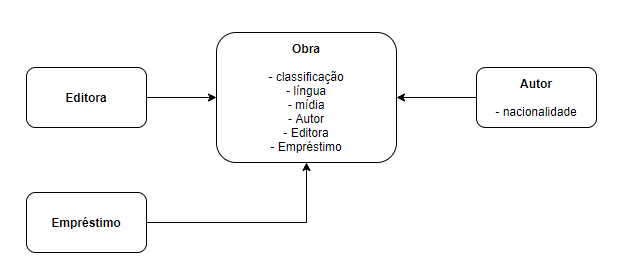 Obra
- classificação
- língua
- mídia
- Autor
- Editora
- Empréstimo
Editora
Autor
- nacionalidade
Empréstimo